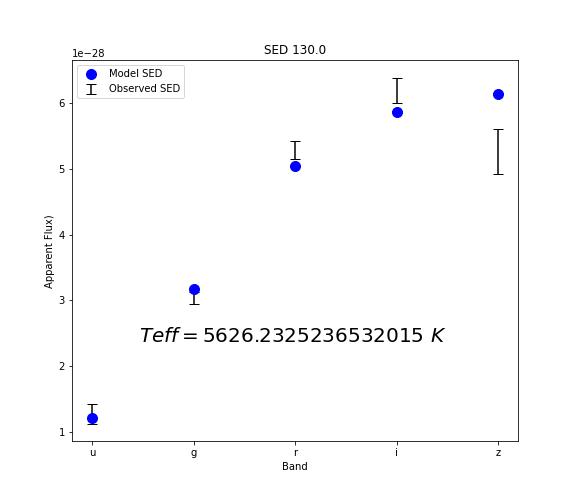 SED 130.0
1e−28
Model SED
Observed SED
6
5
4
3
2
1
Apparent Flux)
Teff = 5626.2325236532015 K
u g r i z
Band